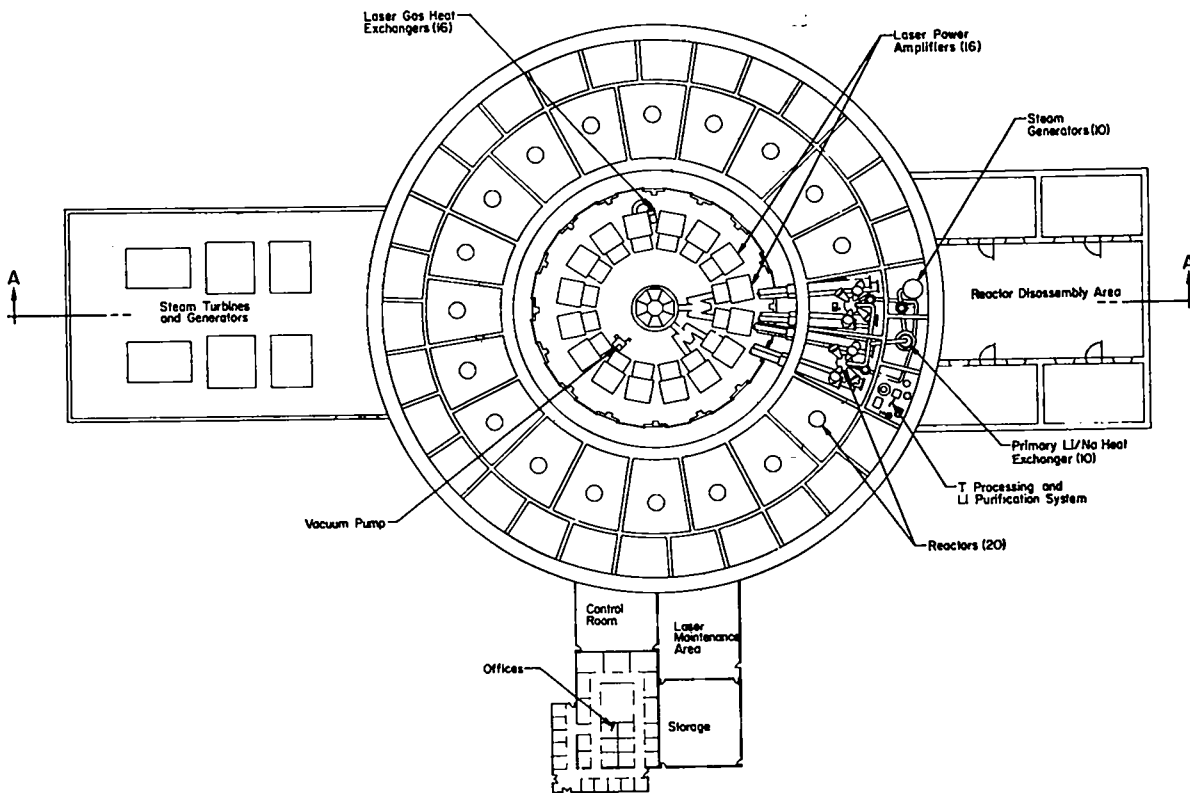 Laser Gas Heat
Exchangers (16)
Laser Power
Amplifiers (16)
Steam
Generators (10)
A
A
Steam Turbines
and Generators
Reactor Disassembly Area
Primary Li/Na Heat
Exchanger (10)
T Processing and
Li Purification System
Vacuum Pump
Reactors (20)
Control
Room
Laser
Maintenance
Area
Offices
Storage